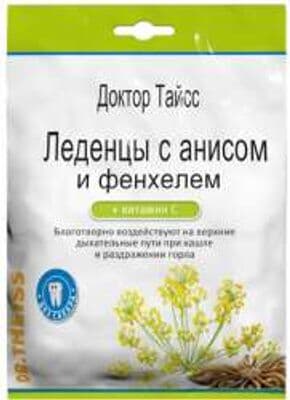 Доктор Тайсс
Леденцы с анисом
и фенхелем
+ витамин С
Благотворно воздействуют на верхние
дыхательные пути при кашле
и раздражении горла
DR.THEISS